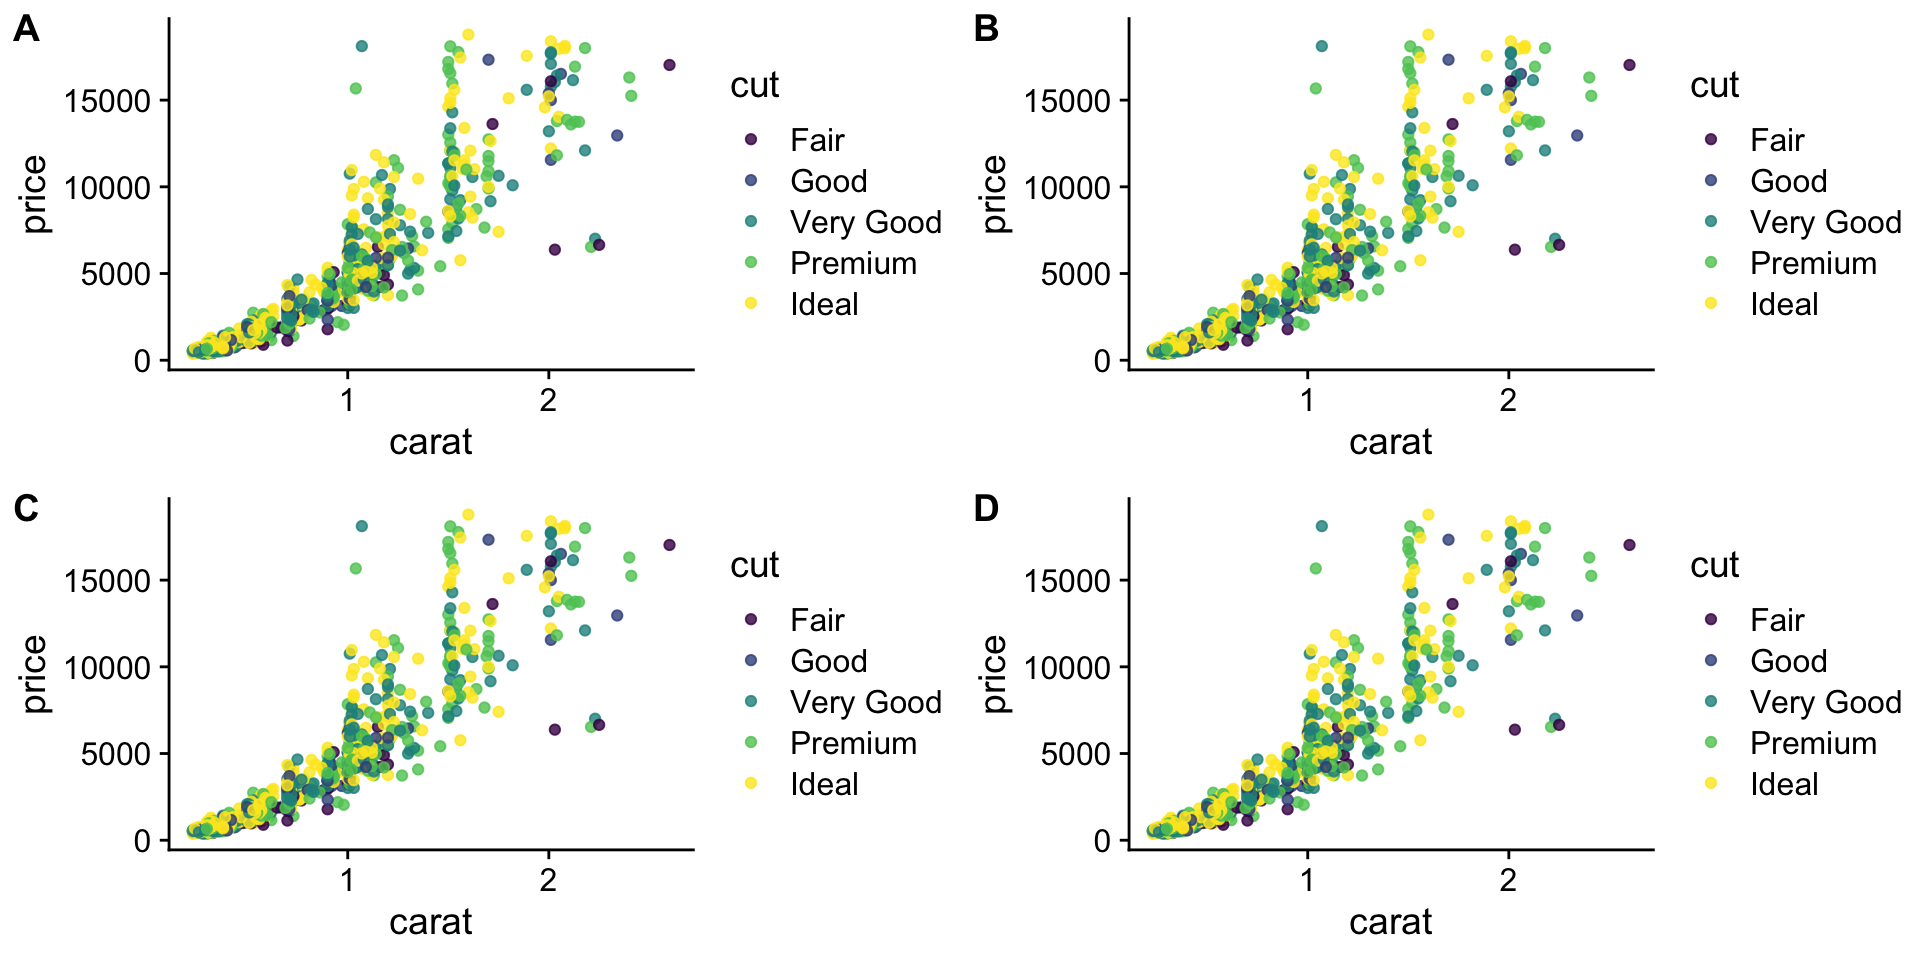 A
price
15000
10000
5000
0
1
2
carat
cut
Fair
Good
Very Good
Premium
Ideal
B
price
15000
10000
5000
0
1
2
carat
cut
Fair
Good
Very Good
Premium
Ideal
C
price
15000
10000
5000
0
1
2
carat
cut
Fair
Good
Very Good
Premium
Ideal
D
price
15000
10000
5000
0
1
2
carat
cut
Fair
Good
Very Good
Premium
Ideal